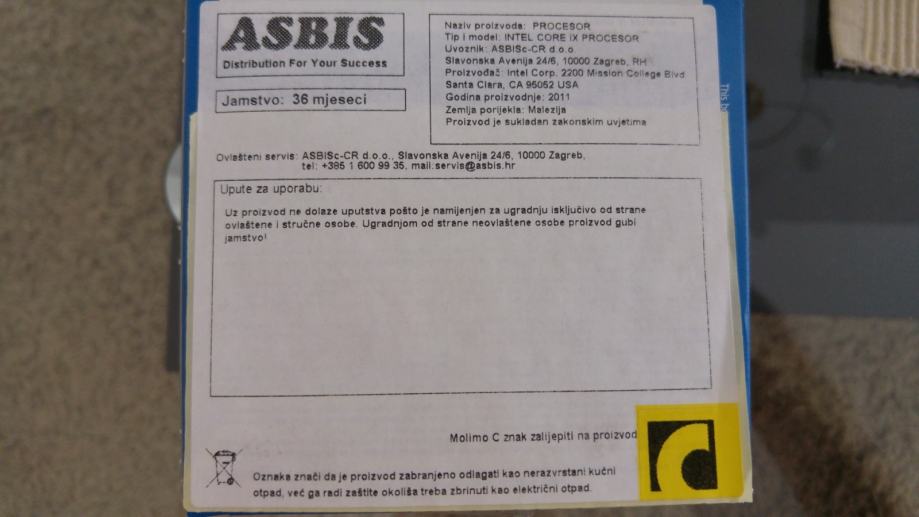 ASBIS
Distribution For Your Success
Jamstvo: 36 mjeseci
Naziv proizvoda: PROCESOR
Tip i model: INTEL CORE iX PROCESOR
Uvoznik: ASBISc-CR d.o.o
Slavonska Avenija 24/6, 10000 Zagreb, RH
Proizvođač: Intel Corp. 2200 Mission College Blvd
Santa Clara, CA 95052 USA
Godina proizvodnje: 2011
Zemlja porijekla: Malezija
Proizvod je sukladan zakonskim uvjetima
Ovlašteni servis: ASBISc-CR d.o.o., Slavonska Avenija 24/6, 10000 Zagreb,
tel: +385 1 600 99 35, mail:servis@asbis.hr
Upute za uporabu:
Uz proizvod ne dolaze uputstva pošto je namijenjen za ugradnju isključivo od strane
ovlaštene i stručne osobe. Ugradnjom od strane neovlaštene osobe proizvod gubi
jamstvo!
Molimo C znak zalijepiti na proizvod
Oznaka znači da je proizvod zabranjeno odlagati kao nerazvrstani kućni
otpad, već ga radi zaštite okoliša treba zbrinuti kao električni otpad.
This